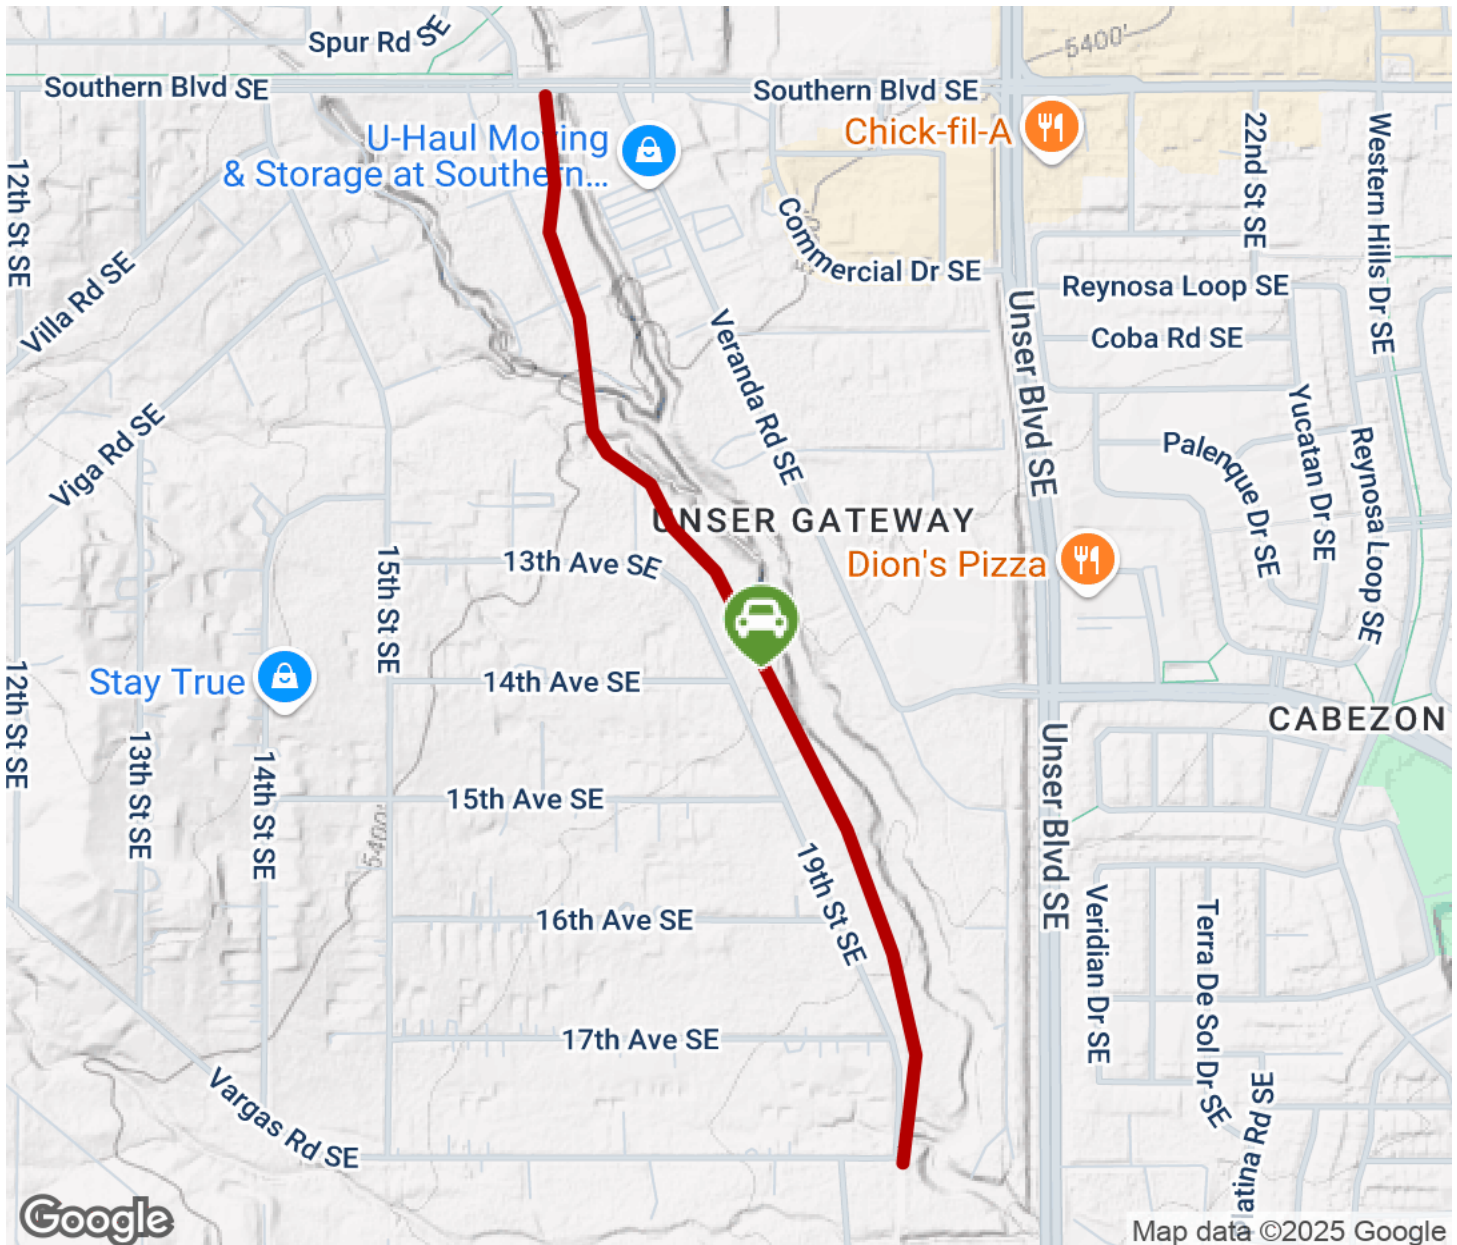 Spur Rd SE
5400'
Southern Blvd SE
Southern Blvd SE
U-Haul Moving
& Storage at Southern...
Chick-fil-A
22nd St SE
Western Hills Dr SE
12th St SE
Commercial Dr SE
Villa Rd SE
Reynosa Loop SE
Unser Blvd SE
Coba Rd SE
Veranda Rd SE
Viga Rd SE
Yucatan Dr SE
Palenque Dr SE
Reynosa Loop SE
UNSER GATEWAY
13th Ave SE
Dion's Pizza
15th St SE
12th St SE
Stay True
14th Ave SE
CABEZON
13th St SE
14th St SE
Unser Blvd SE
15th Ave SE
5400'
19th St SE
16th Ave SE
Veridian Dr SE
Terra De Sol Dr SE
17th Ave SE
Vargas Rd SE
Platina Rd SE
Google
Map data ©2025 Google